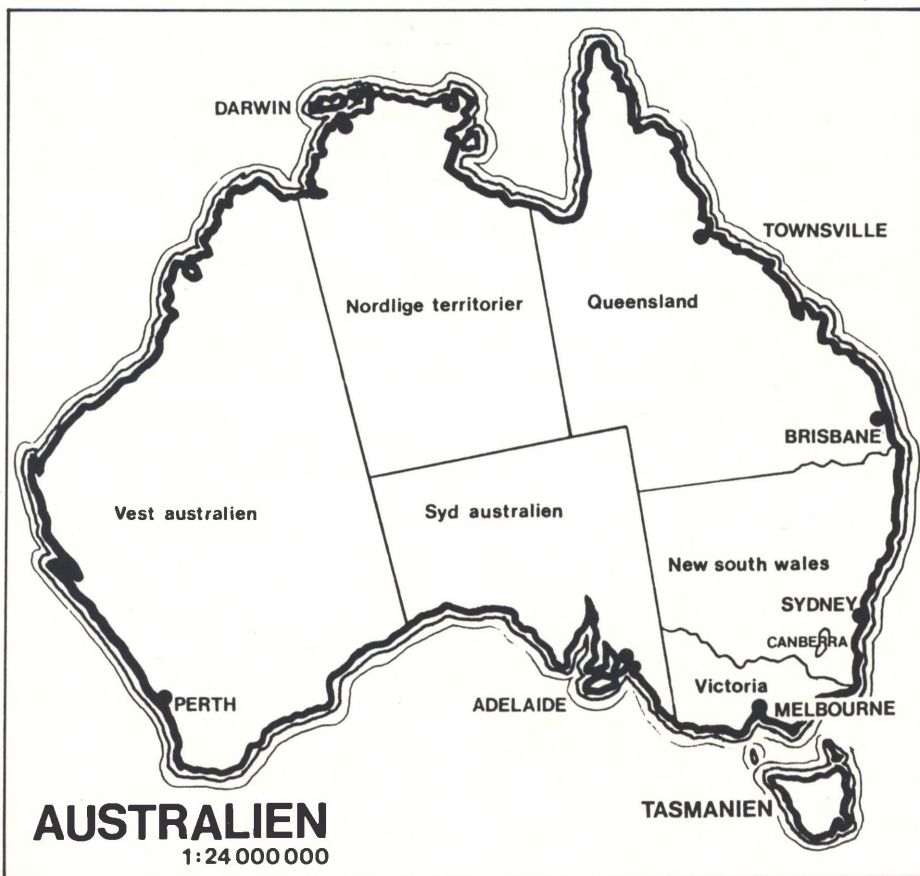 DARWIN
TOWNSVILLE
Nordlige territorier
Queensland
BRISBANE
Vest australien
Syd australien
New south wales
SYDNEY
CANBERRA
Victoria
PERTH
ADELAIDE
MELBOURNE
TASMANIEN
AUSTRALIEN
1:24 000 000